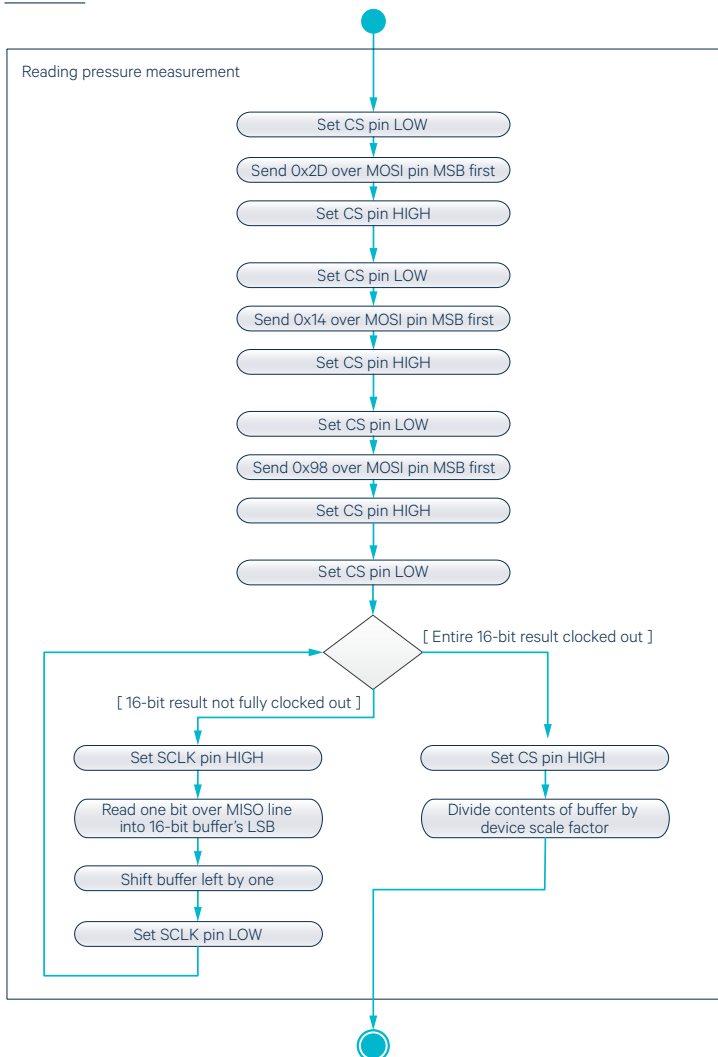 Reading pressure measurement
Set CS pin LOW
Send 0x2D over MOSI pin MSB first
Set CS pin HIGH
Set CS pin LOW
Send 0x14 over MOSI pin MSB first
Set CS pin HIGH
Set CS pin LOW
Send 0x98 over MOSI pin MSB first
Set CS pin HIGH
Set CS pin LOW
[ Entire 16-bit result clocked out ]
[ 16-bit result not fully clocked out ]
Set SCLK pin HIGH
Read one bit over MISO line
into 16-bit buffer's LSB
Shift buffer left by one
Set SCLK pin LOW
Set CS pin HIGH
Divide contents of buffer by
device scale factor